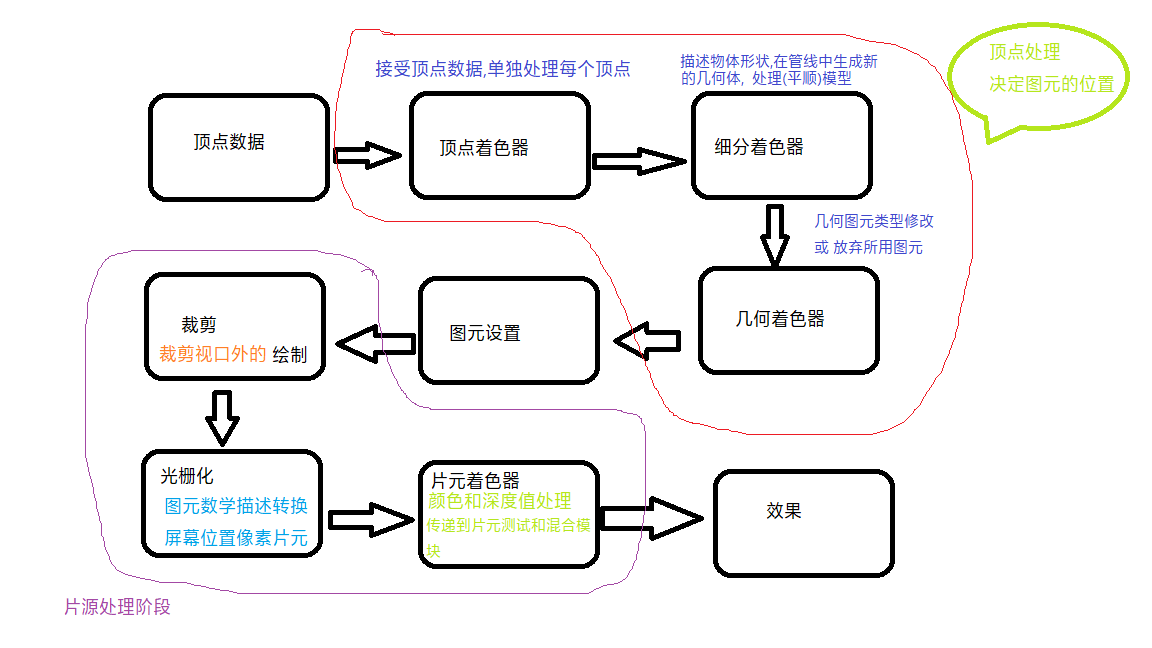 顶点处理
决定图元的位置
接受顶点数据,单独处理每个顶点
描述物体形状,在管线中生成新
的几何体, 处理(平顺)模型
顶点数据
顶点着色器
细分着色器
几何图元类型修改
或 放弃所用图元
裁剪
裁剪视口外的 绘制
图元设置
几何着色器
光栅化
图元数学描述转换
屏幕位置像素片元
片元着色器
颜色和深度值处理
传递到片元测试和混合模
块
效果
片源处理阶段